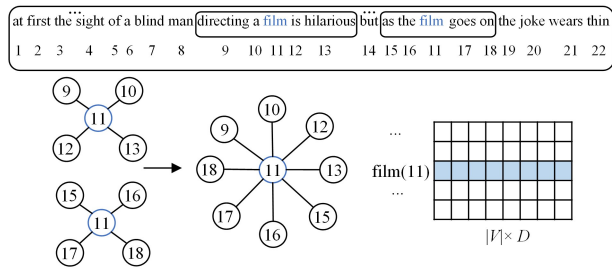 ... ...
at first the sight of a blind man directing a film is hilarious but as the film goes on the joke wears thin
1 2 3 4 5 6 7 8 9 10 11 12 13 14 15 16 11 17 18 19 20 21 22
9 10
11
12 13
15 16
11
17 18
10
9 12
18 11 13
17 15
16
...
film(11)
...
|V|× D